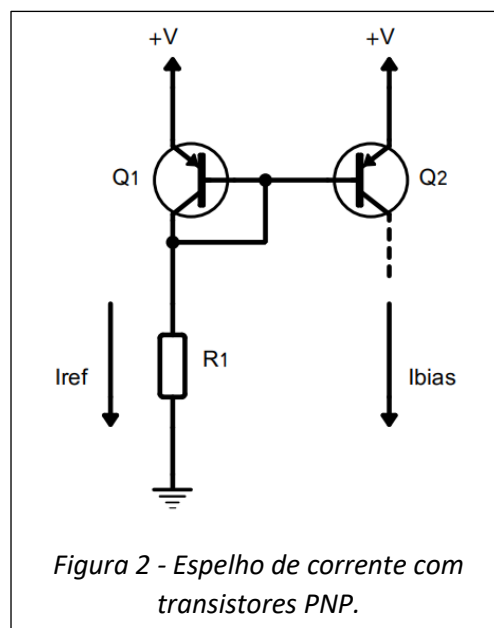 +V +V
Q1 Q2
R1
Iref Ibias
Figura 2 - Espelho de corrente com
transistores PNP.